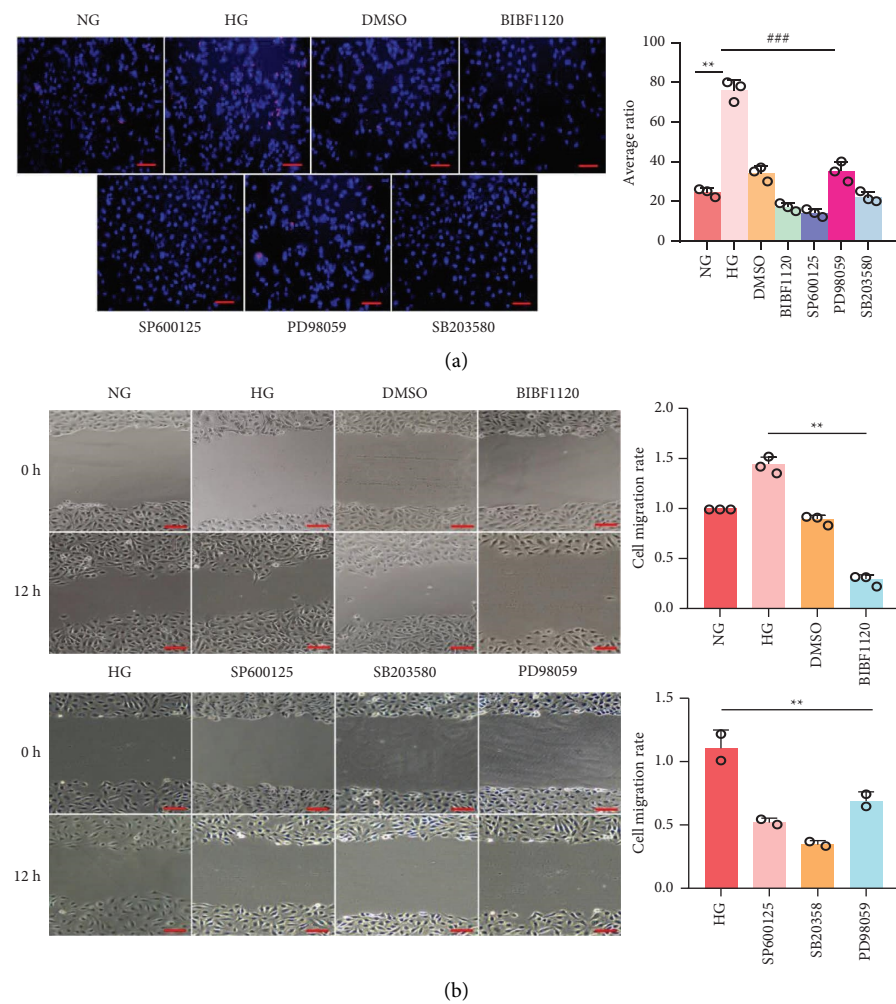 NG HG DMSO BIBF1120
SP600125 PD98059 SB203580
Average ratio
100
80
60
40
20
0
** ###
NG HG DMSO BIBF1120 SP600125 PD98059 SB203580
(a)
NG HG DMSO BIBF1120
0 h
12 h
Cell migration rate
2.0
1.5
1.0
0.5
0.0
**
NG HG DMSO BIBF1120
HG SP600125 SB203580 PD98059
0 h
12 h
Cell migration rate
1.5
1.0
0.5
0.0
**
HG SP600125 SB20358 PD98059
(b)